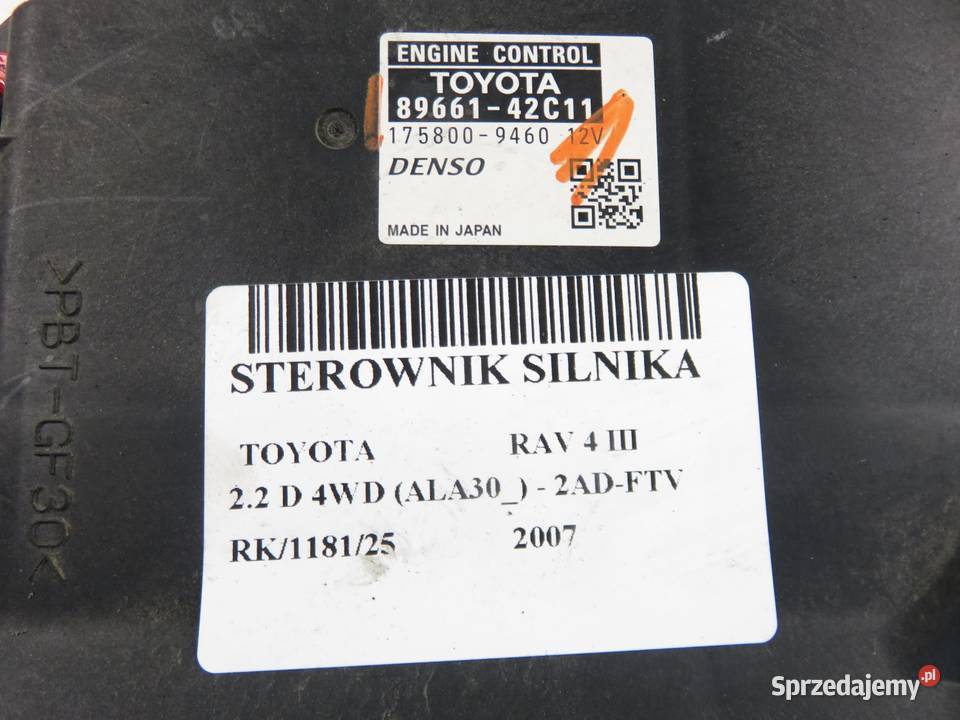 ENGINE CONTROL
TOYOTA
89661-42C11
175800-9460 12V
DENSO
MADE IN JAPAN
>PBT-GF30<
STEROWNIK SILNIKA
TOYOTA RAV 4 III
2.2 D 4WD (ALA30_) - 2AD-FTV
RK/1181/25 2007
Sprzedajemy.pl